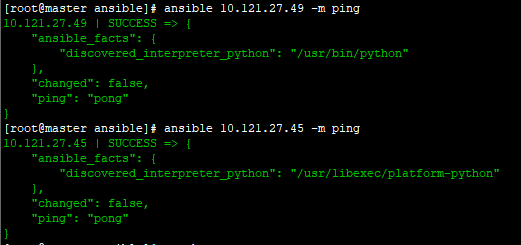 [root@master ansible]# ansible 10.121.27.49 -m ping
10.121.27.49 | SUCCESS => {
    "ansible_facts": {
        "discovered_interpreter_python": "/usr/bin/python"
    },
    "changed": false,
    "ping": "pong"
}
[root@master ansible]# ansible 10.121.27.45 -m ping
10.121.27.45 | SUCCESS => {
    "ansible_facts": {
        "discovered_interpreter_python": "/usr/libexec/platform-python"
    },
    "changed": false,
    "ping": "pong"
}